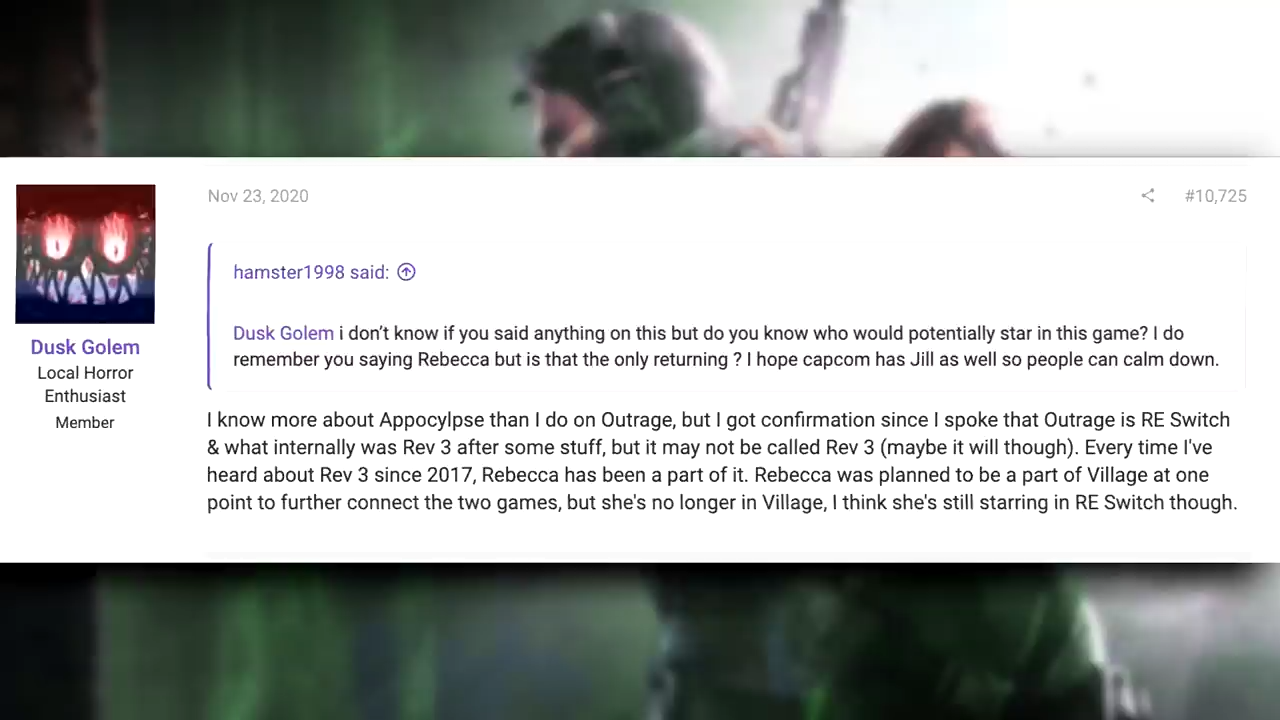 Nov 23, 2020
#10,725
hamster1998 said:
Dusk Golem i don’t know if you said anything on this but do you know who would potentially star in this game? I do
remember you saying Rebecca but is that the only returning ? I hope capcom has Jill as well so people can calm down.
Dusk Golem
Local Horror
Enthusiast
Member
I know more about Appocylpse than I do on Outrage, but I got confirmation since I spoke that Outrage is RE Switch
& what internally was Rev 3 after some stuff, but it may not be called Rev 3 (maybe it will though). Every time I've
heard about Rev 3 since 2017, Rebecca has been a part of it. Rebecca was planned to be a part of Village at one
point to further connect the two games, but she's no longer in Village, I think she's still starring in RE Switch though.